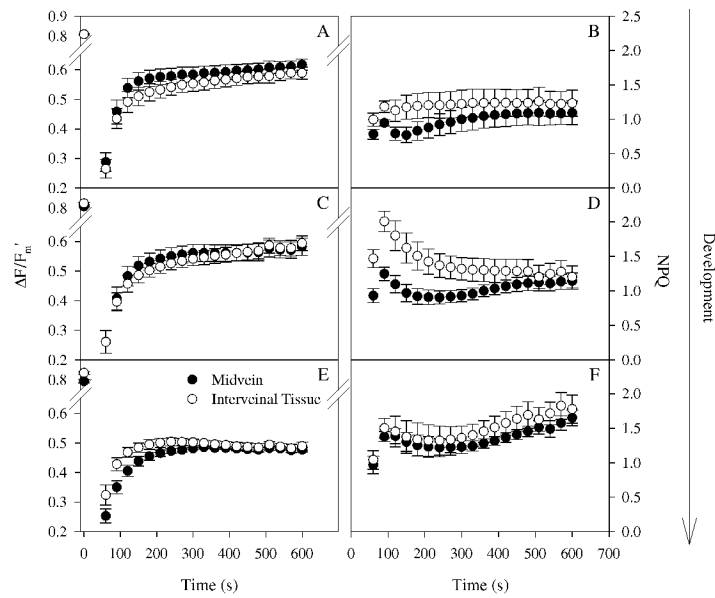 A
B
0.9
0.8
0.6
0.5
0.4
0.3
0.2
2.5
2.0
1.5
1.0
0.5
0.0
C
D
0.8
0.6
0.5
0.4
0.3
0.2
2.0
1.5
1.0
0.5
0.0
E
F
Midvein
Interveinal Tissue
0.8
0.6
0.5
0.4
0.3
0.2
2.0
1.5
1.0
0.5
0.0
0 100 200 300 400 500 600
0 100 200 300 400 500 600 700
Time (s)
Time (s)
ΔF/Fm'
NPQ
Development